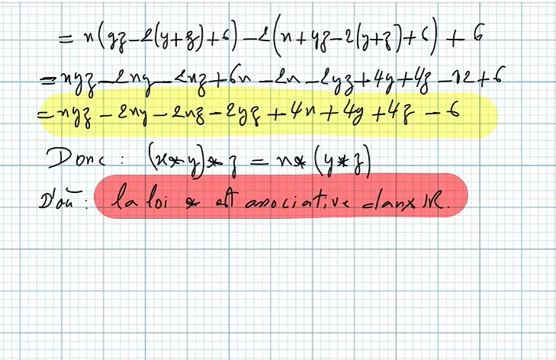 = x(yz-2(y+z)+6)-2(x+yz-2(y+z)+6)+6
= xyz-2xy-2xz+6x-2x-2yz+4y+4z-12+6
= xyz-2xy-2xz-2yz+4x+4y+4z-6
Donc : (x*y)*z = x*(y*z)
D'où : la loi * est associative dans IR.